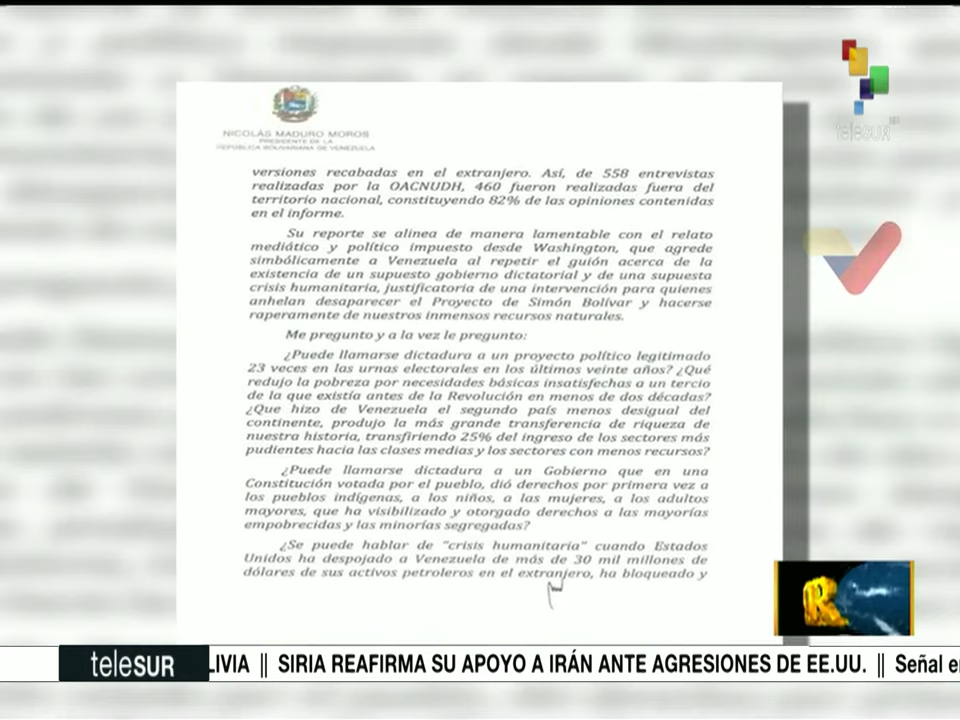 teleSUR HD
NICOLÁS MADURO MOROS
PRESIDENTE DE LA
REPÚBLICA BOLIVARIANA DE VENEZUELA
versiones recabadas en el extranjero. Así, de 558 entrevistas
realizadas por la OACNUDH, 460 fueron realizadas fuera del
territorio nacional, constituyendo 82% de las opiniones contenidas
en el informe.
Su reporte se alinea de manera lamentable con el relato
mediático y político impuesto desde Washington, que agrede
simbólicamente a Venezuela al repetir el guión acerca de la
existencia de un supuesto gobierno dictatorial y de una supuesta
crisis humanitaria, justificatoria de una intervención para quienes
anhelan desaparecer el Proyecto de Simón Bolívar y hacerse
raperamente de nuestros inmensos recursos naturales.
Me pregunto y a la vez le pregunto:
¿Puede llamarse dictadura a un proyecto político legitimado
23 veces en las urnas electorales en los últimos veinte años? ¿Qué
redujo la pobreza por necesidades básicas insatisfechas a un tercio
de la que existía antes de la Revolución en menos de dos décadas?
¿Que hizo de Venezuela el segundo país menos desigual del
continente, produjo la más grande transferencia de riqueza de
nuestra historia, transfiriendo 25% del ingreso de los sectores más
pudientes hacia las clases medias y los sectores con menos recursos?
¿Puede llamarse dictadura a un Gobierno que en una
Constitución votada por el pueblo, dió derechos por primera vez a
los pueblos indígenas, a los niños, a las mujeres, a los adultos
mayores, que ha visibilizado y otorgado derechos a las mayorías
empobrecidas y las minorías segregadas?
¿Se puede hablar de "crisis humanitaria" cuando Estados
Unidos ha despojado a Venezuela de más de 30 mil millones de
dólares de sus activos petroleros en el extranjero, ha bloqueado y
R
teleSUR LIVIA || SIRIA REAFIRMA SU APOYO A IRÁN ANTE AGRESIONES DE EE.UU. || Señal e